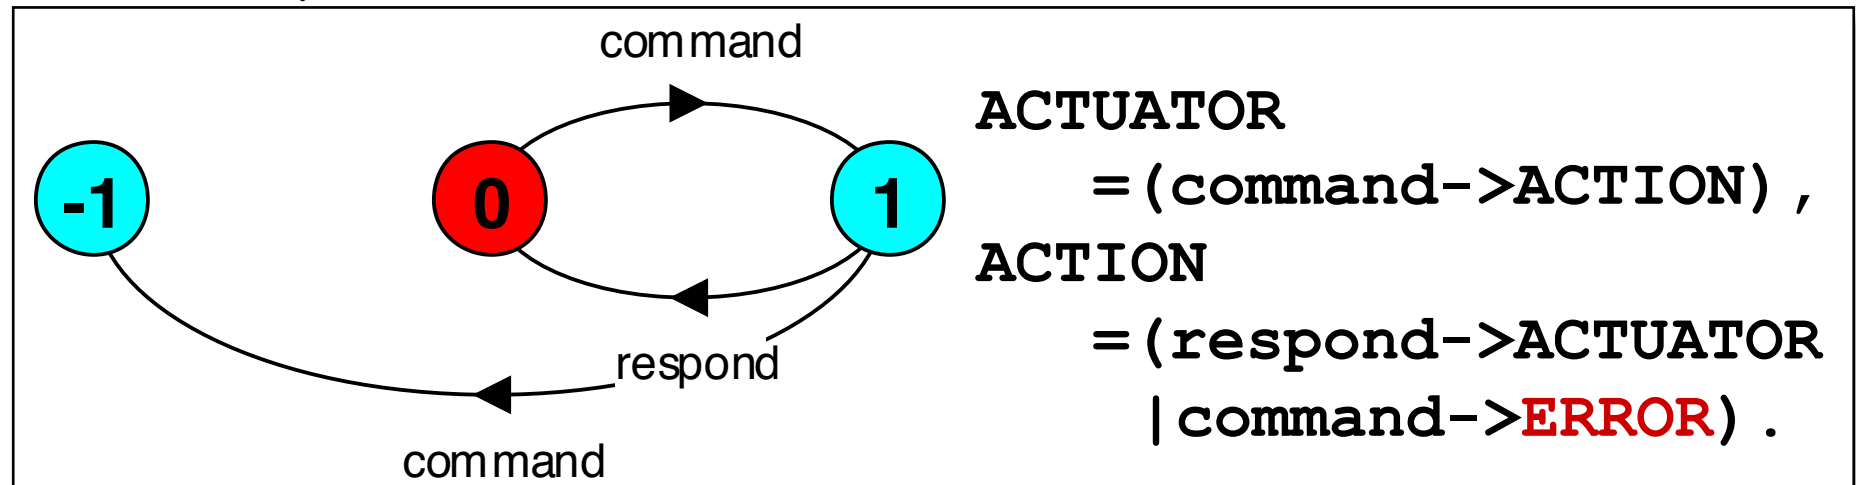 command
-1
0
1
respond
command
ACTUATOR
=(command->ACTION),
ACTION
=(respond->ACTUATOR
|command->ERROR).